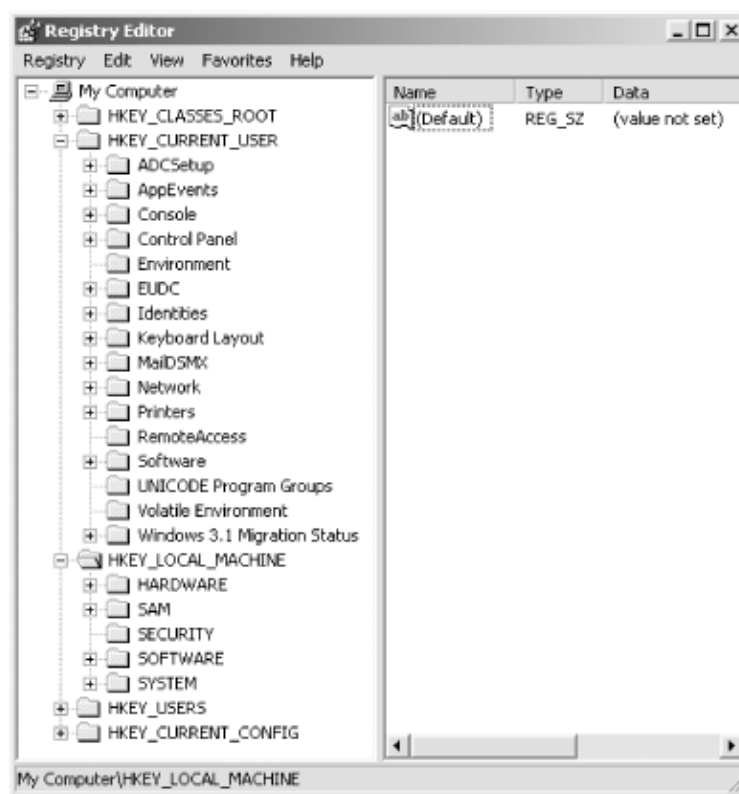 Registry Editor
Registry Edit View Favorites Help
My Computer
HKEY_CLASSES_ROOT
HKEY_CURRENT_USER
ADCSetup
AppEvents
Console
Control Panel
Environment
EUDC
Identities
Keyboard Layout
MailDSMX
Network
Printers
RemoteAccess
Software
UNICODE Program Groups
Volatile Environment
Windows 3.1 Migration Status
HKEY_LOCAL_MACHINE
HARDWARE
SAM
SECURITY
SOFTWARE
SYSTEM
HKEY_USERS
HKEY_CURRENT_CONFIG
Name Type Data
ab (Default) REG_SZ (value not set)
My Computer\HKEY_LOCAL_MACHINE